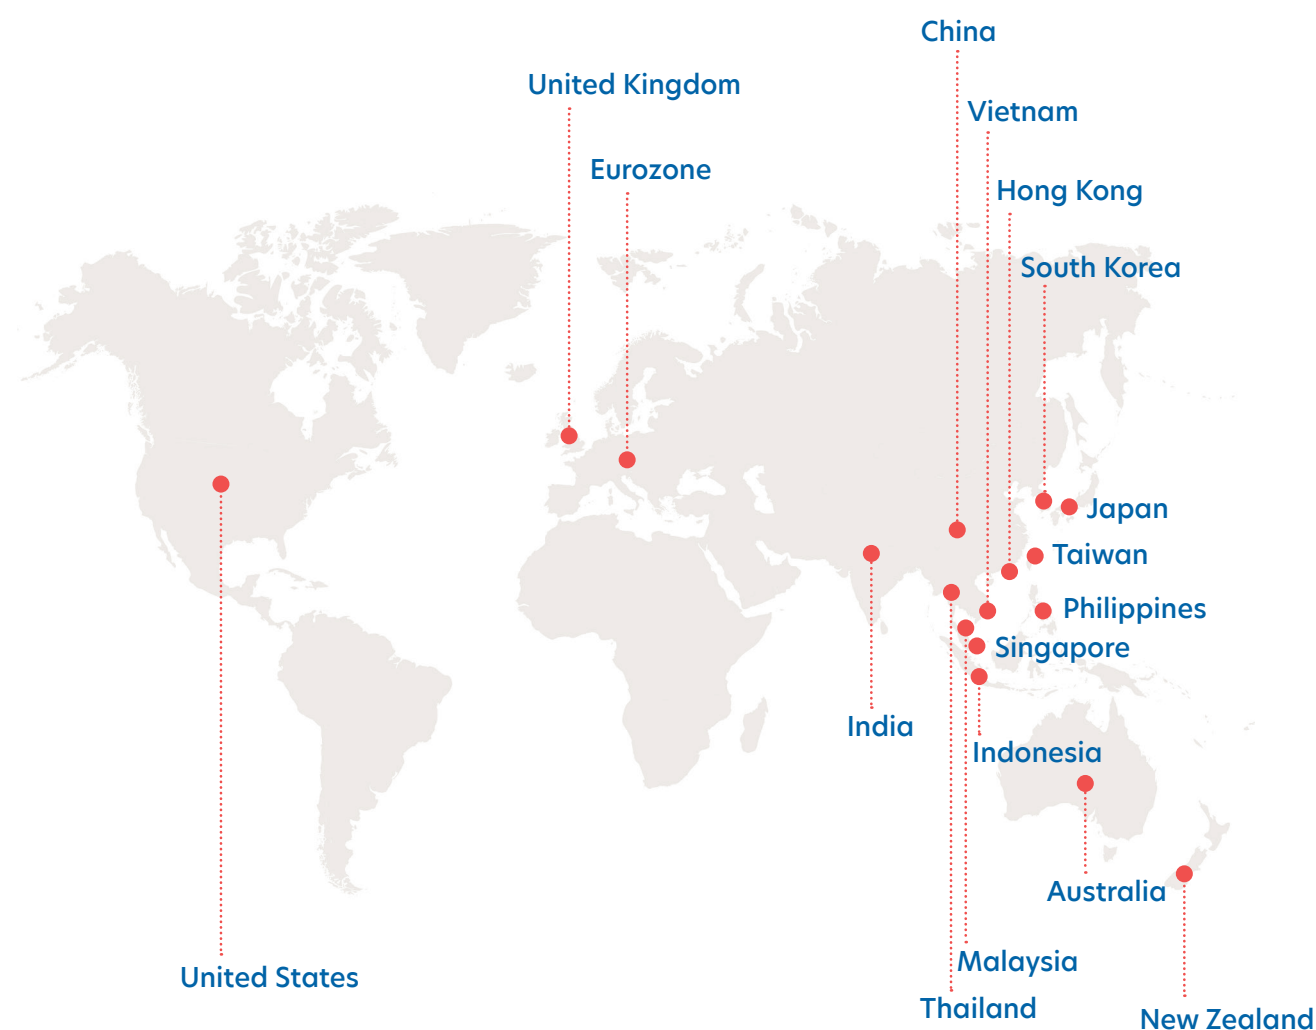 China
United Kingdom
Vietnam
Eurozone
Hong Kong
South Korea
Japan
Taiwan
Philippines
Singapore
India
Indonesia
Australia
Malaysia
United States
Thailand
New Zealand